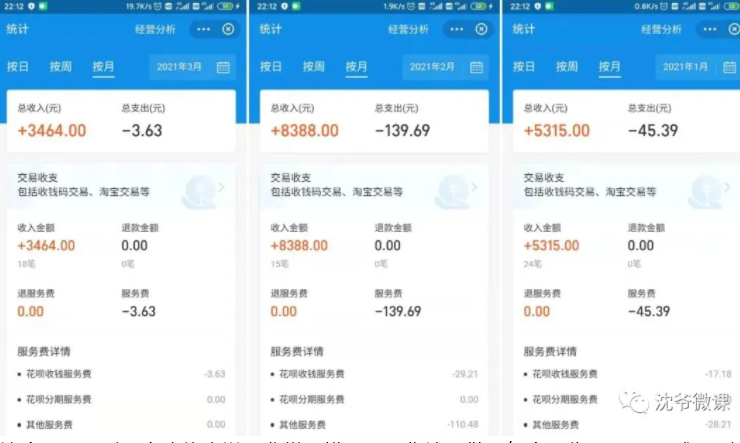 22:12
19.7K/s
统计
经营分析
按日 按周 按月
2021年3月
总收入(元) 总支出(元)
+3464.00 -3.63
交易收支
包括收钱码交易、淘宝交易等
收入金额 退款金额
+3464.00 0.00
18笔 0笔
退服务费 服务费
0.00 -3.63
服务费详情
花呗收钱服务费 -3.63
花呗分期服务费 0.00
其他服务费 0.00
22:12
1.9K/s
统计
经营分析
按日 按周 按月
2021年2月
总收入(元) 总支出(元)
+8388.00 -139.69
交易收支
包括收钱码交易、淘宝交易等
收入金额 退款金额
+8388.00 0.00
15笔 0笔
退服务费 服务费
0.00 -139.69
服务费详情
花呗收钱服务费 -29.21
花呗分期服务费 0.00
其他服务费 -110.48
22:12
0.8K/s
统计
经营分析
按日 按周 按月
2021年1月
总收入(元) 总支出(元)
+5315.00 -45.39
交易收支
包括收钱码交易、淘宝交易等
收入金额 退款金额
+5315.00 0.00
24笔 0笔
退服务费 服务费
0.00 -45.39
服务费详情
花呗收钱服务费 -17.18
花呗分期服务费
其他服务费 -28.21
沈爷微课